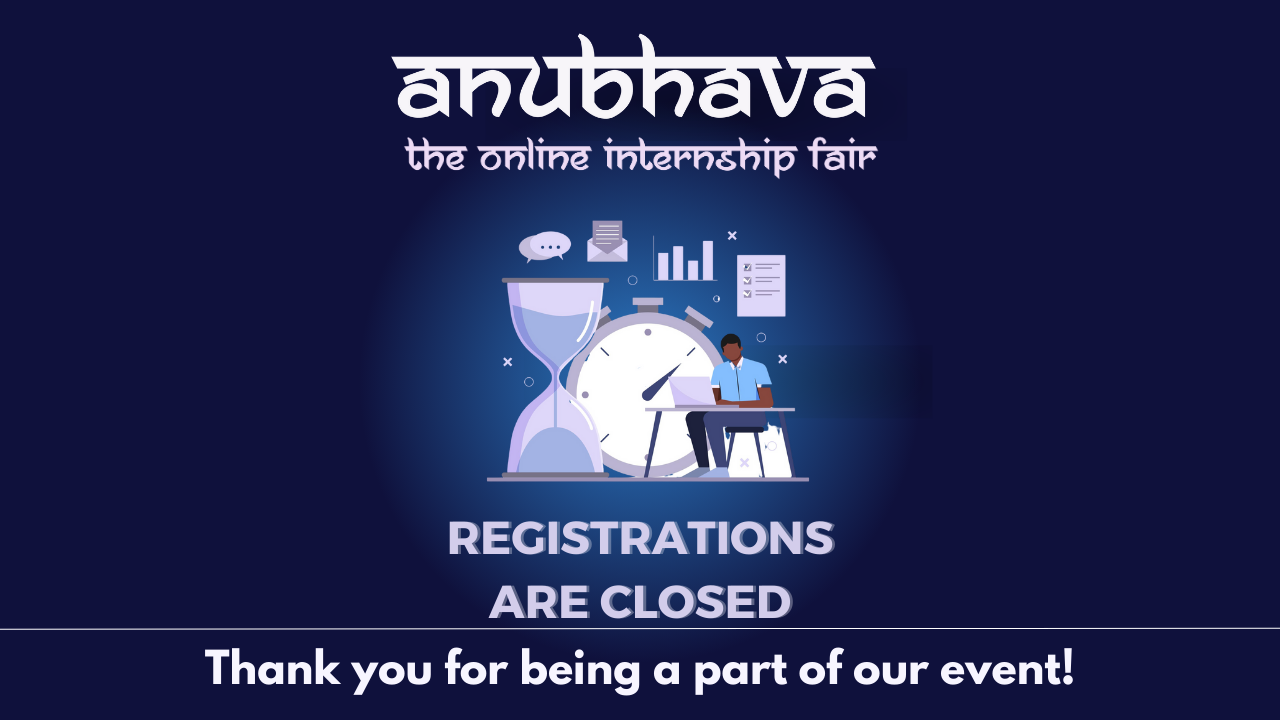 anubhava
the online internship fair
REGISTRATIONS
ARE CLOSED
Thank you for being a part of our event!